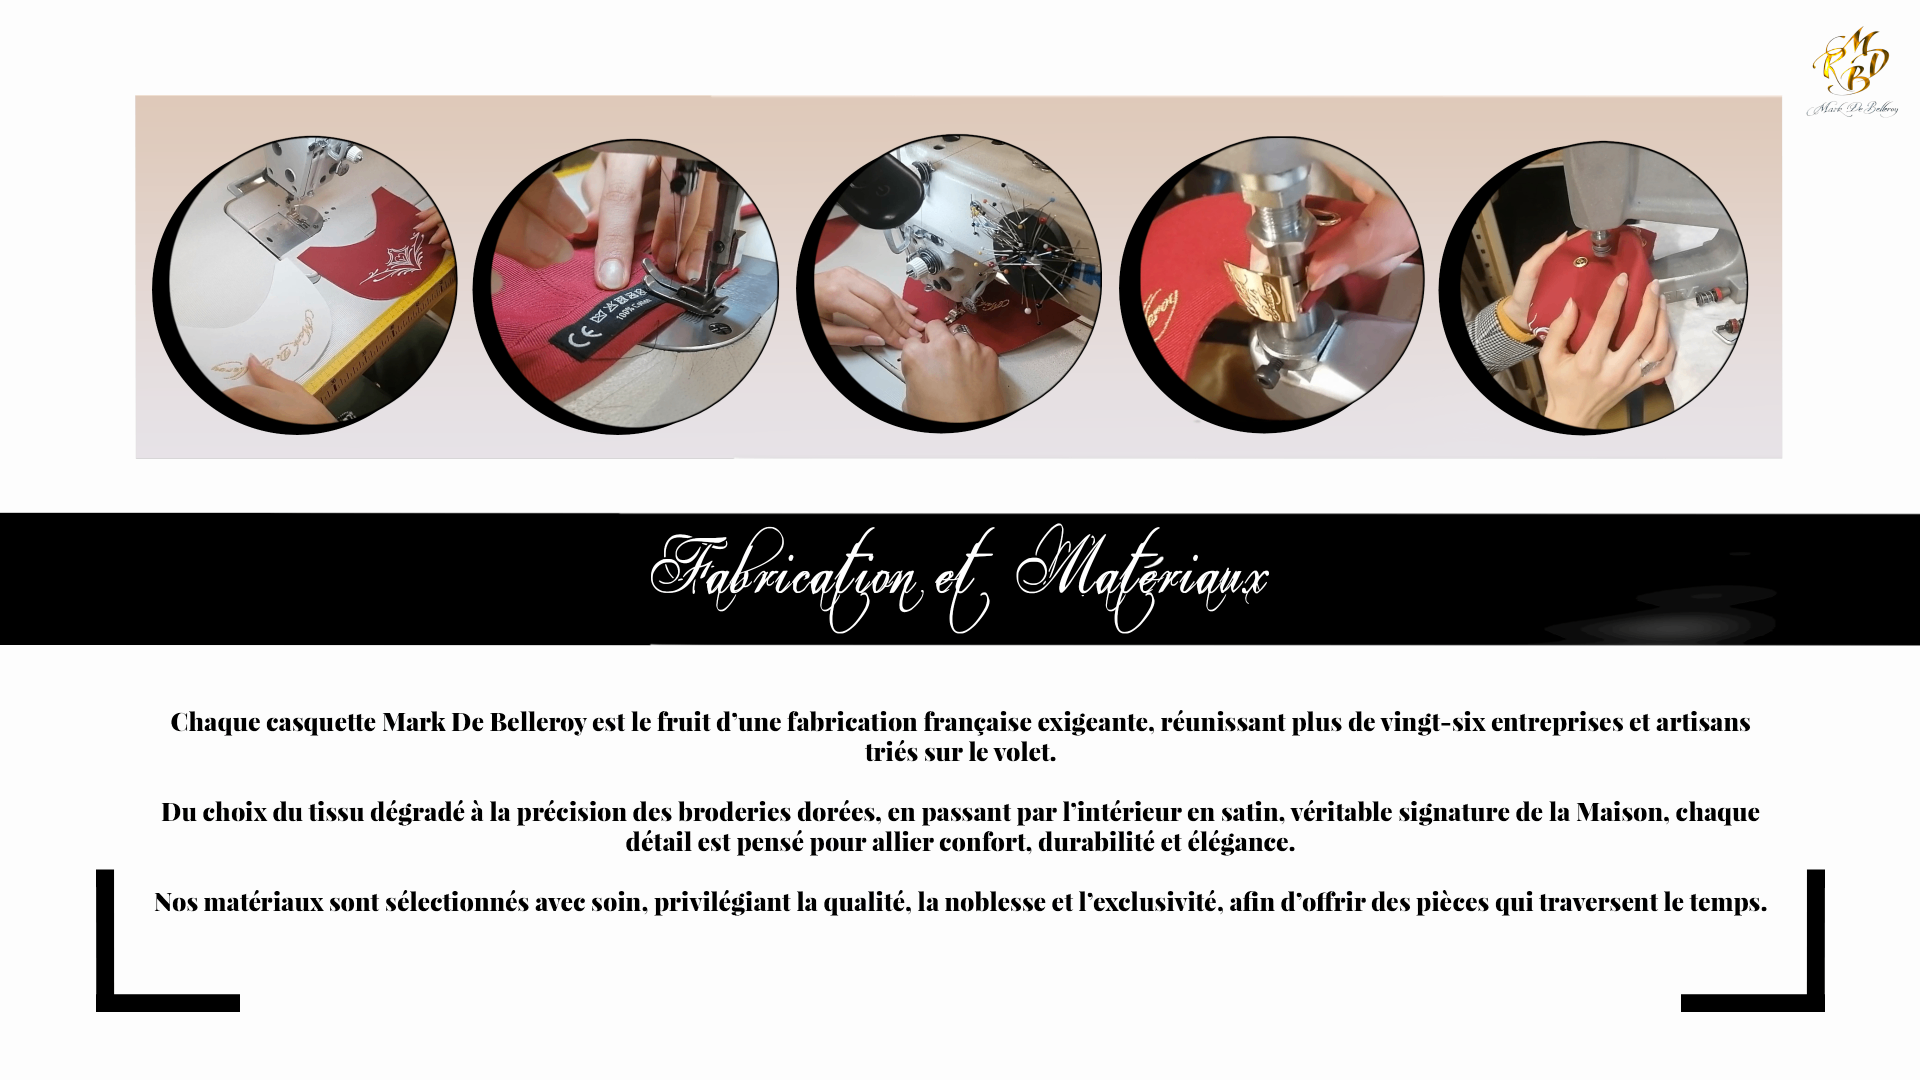 M
R D
B
Mark De Belleroy
CE
100% Coton
Fabrication et Matériaux
Chaque casquette Mark De Belleroy est le fruit d’une fabrication française exigeante, réunissant plus de vingt-six entreprises et artisans
triés sur le volet.
Du choix du tissu dégradé à la précision des broderies dorées, en passant par l’intérieur en satin, véritable signature de la Maison, chaque
détail est pensé pour allier confort, durabilité et élégance.
Nos matériaux sont sélectionnés avec soin, privilégiant la qualité, la noblesse et l’exclusivité, afin d’offrir des pièces qui traversent le temps.